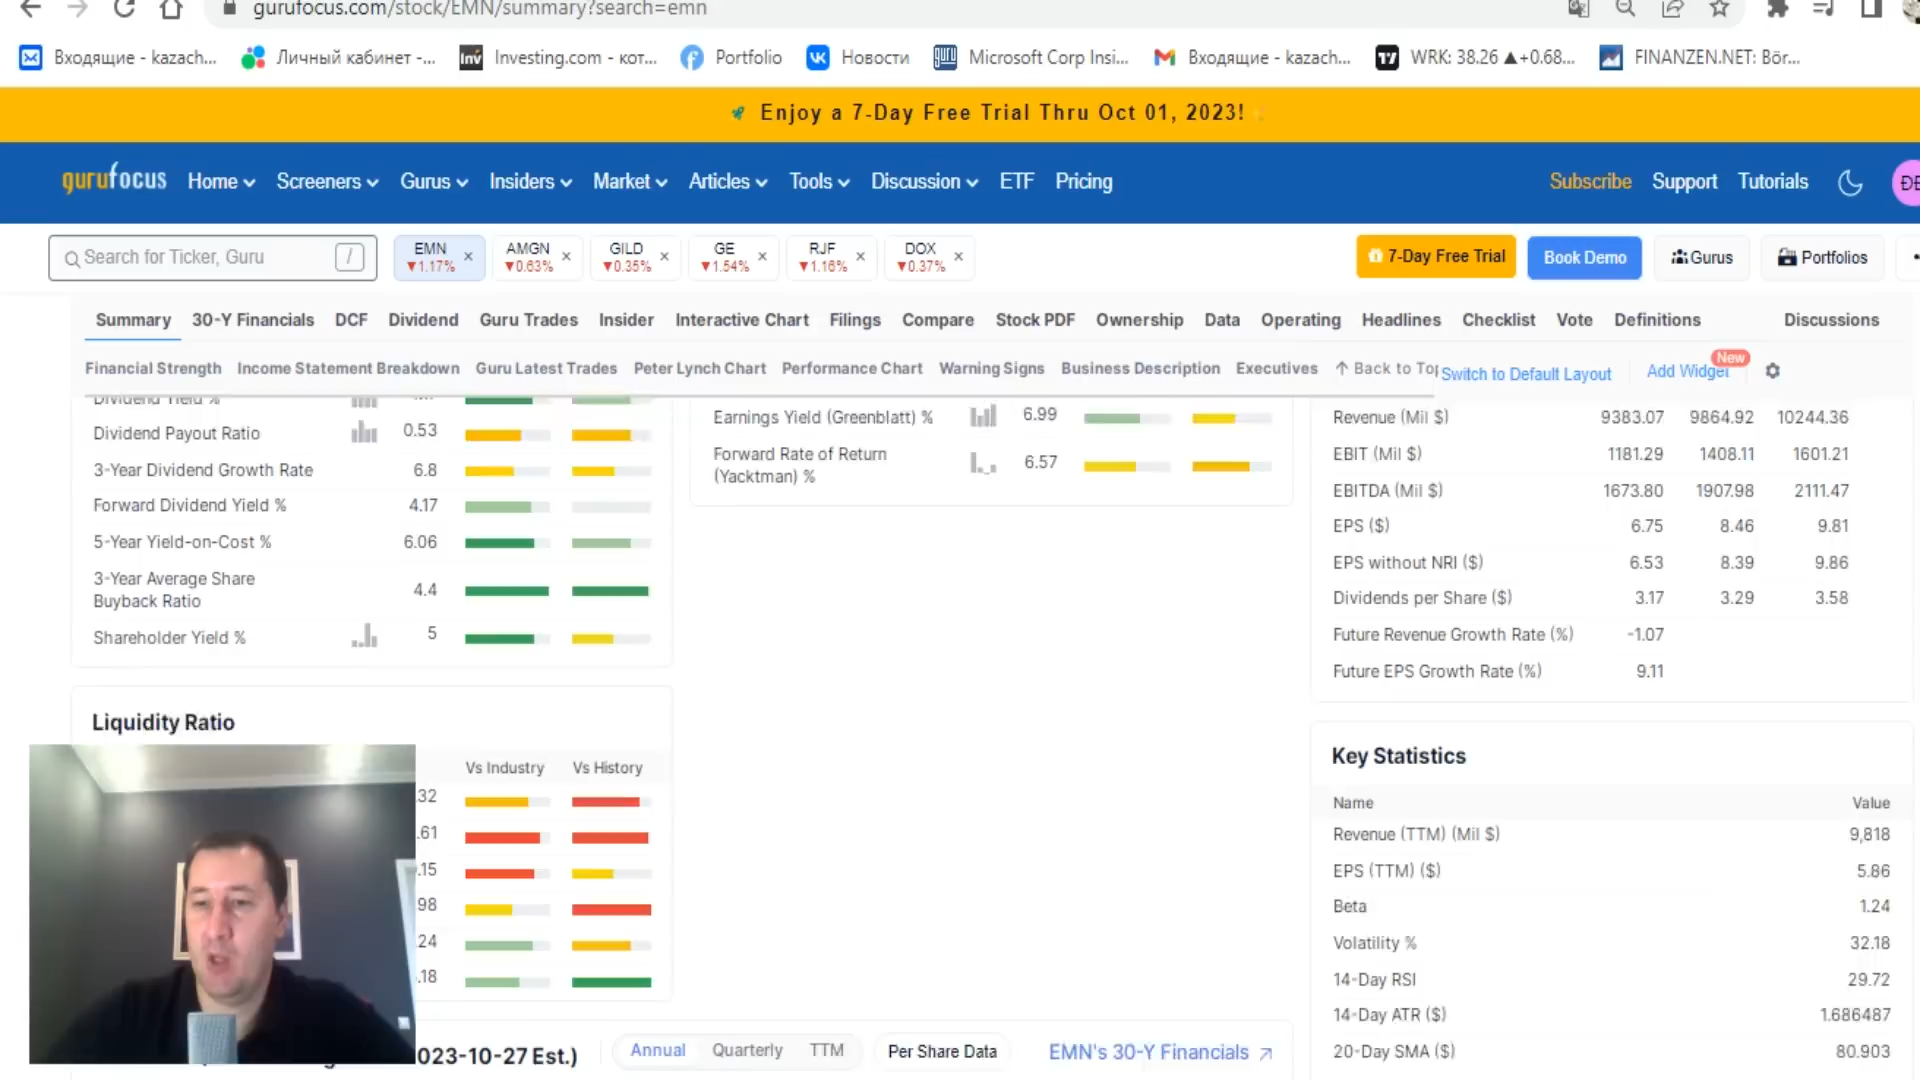 gurufocus.com/stock/EMN/summary?search=emn
Входящие - kazach... Личный кабинет -... Investing.com - кот... Portfolio Новости Microsoft Corp Insi... Входящие - kazach... WRK: 38.26 ▲+0.68... FINANZEN.NET: Bör...
Enjoy a 7-Day Free Trial Thru Oct 01, 2023!
gurufocus Home Screeners Gurus Insiders Market Articles Tools Discussion ETF Pricing Subscribe Support Tutorials
Search for Ticker, Guru / EMN ▼1.17% × AMGN ▼0.63% × GILD ▼0.35% × GE ▼1.54% × RJF ▼1.16% × DOX ▼0.37% × 7-Day Free Trial Book Demo Gurus Portfolios
Summary 30-Y Financials DCF Dividend Guru Trades Insider Interactive Chart Filings Compare Stock PDF Ownership Data Operating Headlines Checklist Vote Definitions Discussions
Financial Strength Income Statement Breakdown Guru Latest Trades Peter Lynch Chart Performance Chart Warning Signs Business Description Executives ↑ Back to Top Switch to Default Layout Add Widget New
Dividend Yield %
Dividend Payout Ratio 0.53
3-Year Dividend Growth Rate 6.8
Forward Dividend Yield % 4.17
5-Year Yield-on-Cost % 6.06
3-Year Average Share
Buyback Ratio 4.4
Shareholder Yield % 5
Earnings Yield (Greenblatt) % 6.99
Forward Rate of Return
(Yacktman) % 6.57
Revenue (Mil $) 9383.07 9864.92 10244.36
EBIT (Mil $) 1181.29 1408.11 1601.21
EBITDA (Mil $) 1673.80 1907.98 2111.47
EPS ($) 6.75 8.46 9.81
EPS without NRI ($) 6.53 8.39 9.86
Dividends per Share ($) 3.17 3.29 3.58
Future Revenue Growth Rate (%) -1.07
Future EPS Growth Rate (%) 9.11
Liquidity Ratio
Vs Industry Vs History
.32
.61
.15
.98
.24
.18
Key Statistics
Name Value
Revenue (TTM) (Mil $) 9,818
EPS (TTM) ($) 5.86
Beta 1.24
Volatility % 32.18
14-Day RSI 29.72
14-Day ATR ($) 1.686487
20-Day SMA ($) 80.903
023-10-27 Est.) Annual Quarterly TTM Per Share Data EMN's 30-Y Financials